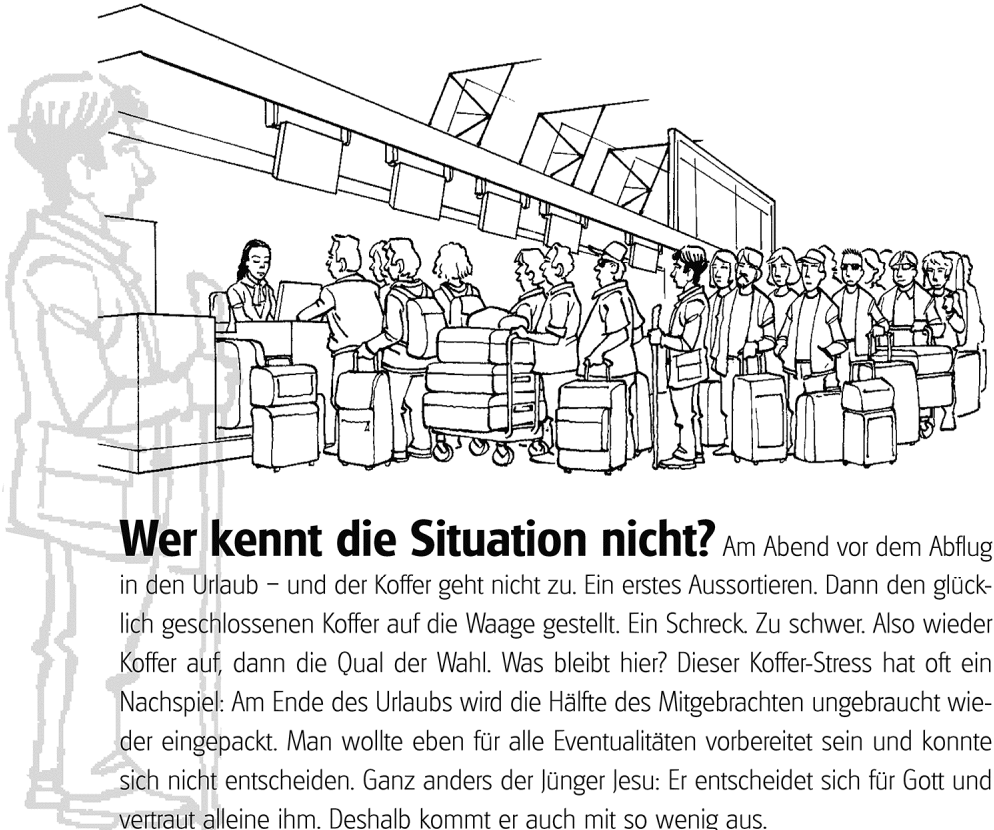 Wer kennt die Situation nicht? Am Abend vor dem Abflug
in den Urlaub – und der Koffer geht nicht zu. Ein erstes Aussortieren. Dann den glück-
lich geschlossenen Koffer auf die Waage gestellt. Ein Schreck. Zu schwer. Also wieder
Koffer auf, dann die Qual der Wahl. Was bleibt hier? Dieser Koffer-Stress hat oft ein
Nachspiel: Am Ende des Urlaubs wird die Hälfte des Mitgebrachten ungebraucht wie-
der eingepackt. Man wollte eben für alle Eventualitäten vorbereitet sein und konnte
sich nicht entscheiden. Ganz anders der Jünger Jesu: Er entscheidet sich für Gott und
vertraut alleine ihm. Deshalb kommt er auch mit so wenig aus.